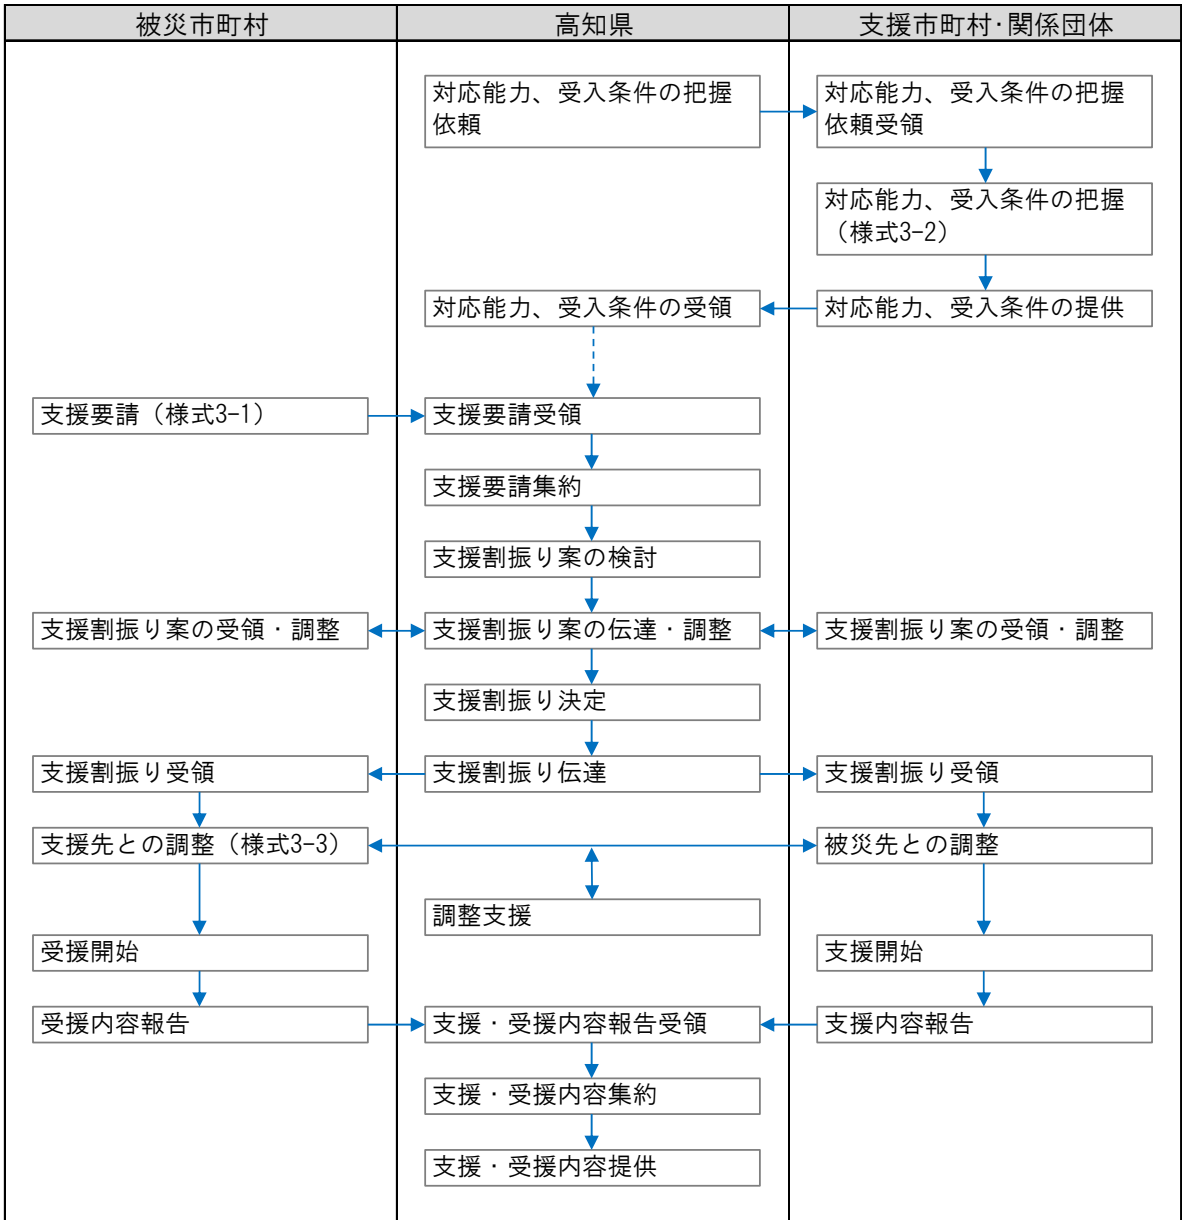 被災市町村
高知県
支援市町村･関係団体
対応能力、受入条件の把握
依頼
対応能力、受入条件の把握
依頼受領
対応能力、受入条件の把握
（様式3-2）
対応能力、受入条件の受領
対応能力、受入条件の提供
支援要請（様式3-1）
支援要請受領
支援要請集約
支援割振り案の検討
支援割振り案の受領・調整
支援割振り案の伝達・調整
支援割振り案の受領・調整
支援割振り決定
支援割振り受領
支援割振り伝達
支援割振り受領
支援先との調整（様式3-3）
被災先との調整
調整支援
受援開始
支援開始
受援内容報告
支援・受援内容報告受領
支援内容報告
支援・受援内容集約
支援・受援内容提供